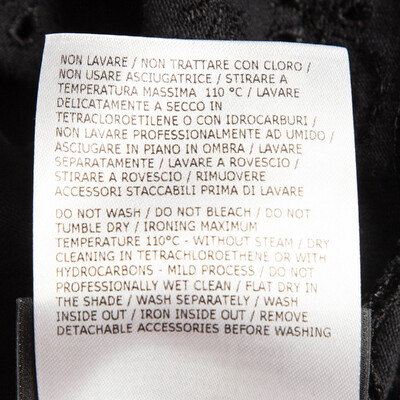 NON LAVARE / NON TRATTARE CON CLORO /
NON USARE ASCIUGATRICE / STIRARE A
TEMPERATURA MASSIMA 110 °C / LAVARE
DELICATAMENTE A SECCO IN
TETRACLOROETILENE O CON IDROCARBURI /
NON LAVARE PROFESSIONALMENTE AD UMIDO /
ASCIUGARE IN PIANO IN OMBRA / LAVARE
SEPARATAMENTE / LAVARE A ROVESCIO /
STIRARE A ROVESCIO / RIMUOVERE
ACCESSORI STACCABILI PRIMA DI LAVARE
DO NOT WASH / DO NOT BLEACH / DO NOT
TUMBLE DRY / IRONING MAXIMUM
TEMPERATURE 110°C - WITHOUT STEAM / DRY
CLEANING IN TETRACHLOROETHENE OR WITH
HYDROCARBONS - MILD PROCESS / DO NOT
PROFESSIONALLY WET CLEAN / FLAT DRY IN
THE SHADE / WASH SEPARATELY / WASH
INSIDE OUT / IRON INSIDE OUT / REMOVE
DETACHABLE ACCESSORIES BEFORE WASHING